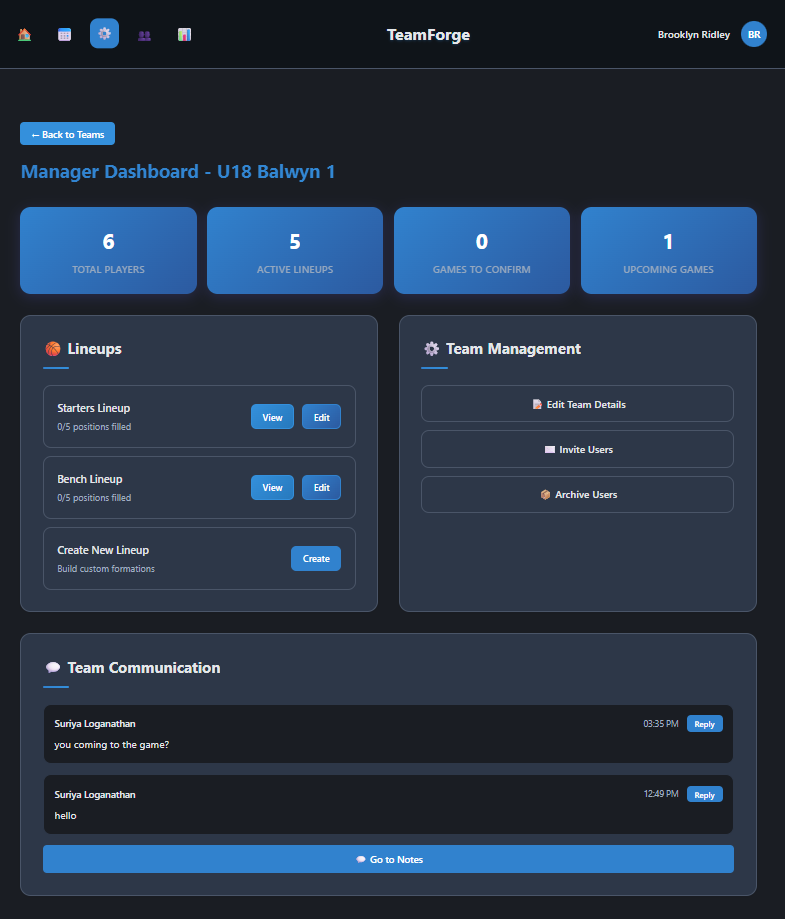 TeamForge
Brooklyn Ridley
BR
← Back to Teams
Manager Dashboard - U18 Balwyn 1
6
TOTAL PLAYERS
5
ACTIVE LINEUPS
0
GAMES TO CONFIRM
1
UPCOMING GAMES
Lineups
Starters Lineup
0/5 positions filled
View
Edit
Bench Lineup
0/5 positions filled
View
Edit
Create New Lineup
Build custom formations
Create
Team Management
Edit Team Details
Invite Users
Archive Users
Team Communication
Suriya Loganathan
03:35 PM
Reply
you coming to the game?
Suriya Loganathan
12:49 PM
Reply
hello
Go to Notes